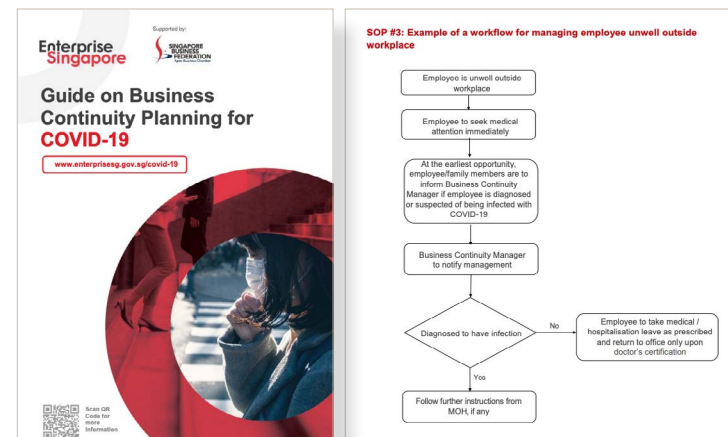 Supported by:
Enterprise
Singapore
SINGAPORE
BUSINESS
FEDERATION
Apex Business Chamber
Guide on Business
Continuity Planning for
COVID-19
www.enterprisesg.gov.sg/covid-19
Scan QR
Code for
more
Information
SOP #3: Example of a workflow for managing employee unwell outside
workplace
Employee is unwell outside
workplace
Employee to seek medical
attention immediately
At the earliest opportunity,
employee/family members are to
inform Business Continuity
Manager if employee is diagnosed
or suspected of being infected with
COVID-19
Business Continuity Manager
to notify management
Diagnosed to have infection
No
Employee to take medical /
hospitalisation leave as prescribed
and return to office only upon
doctor's certification
Yes
Follow further instructions from
MOH, if any